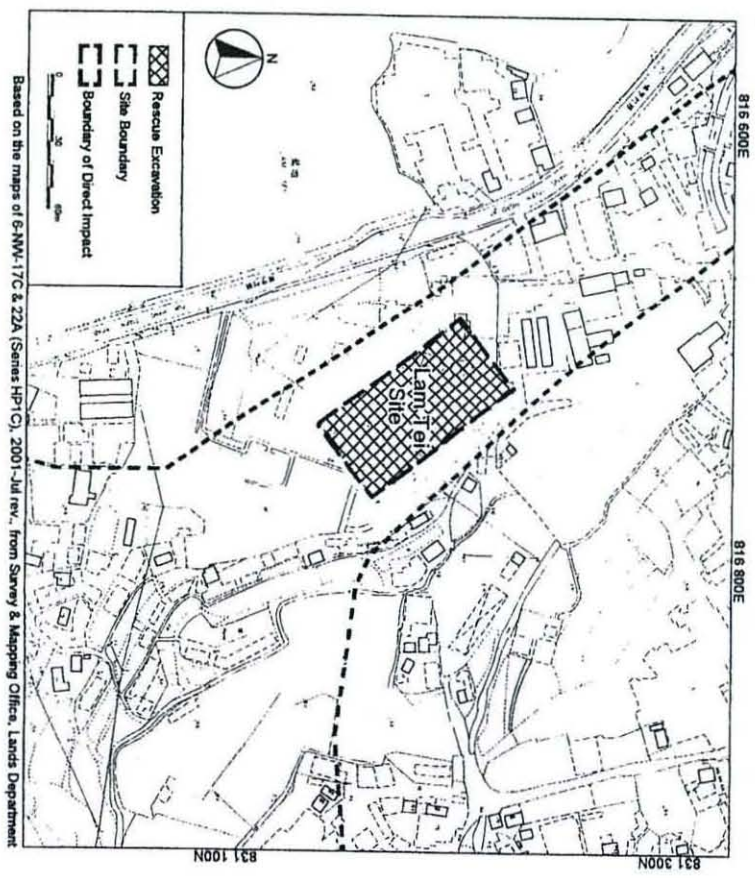 816 600E
816 800E
N
Rescue Excavation
Site Boundary
Boundary of Direct Impact
0 30 60m
Lam Tei
Site
831 100N
831 300N
Based on the maps of 6-NW-17C & 22A (Series HP1C), 2001-Jul rev., from Survey & Mapping Office, Lands Department